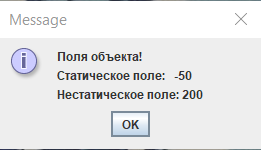 Message
Поля объекта!
Статическое поле: -50
Нестатическое поле: 200
OK